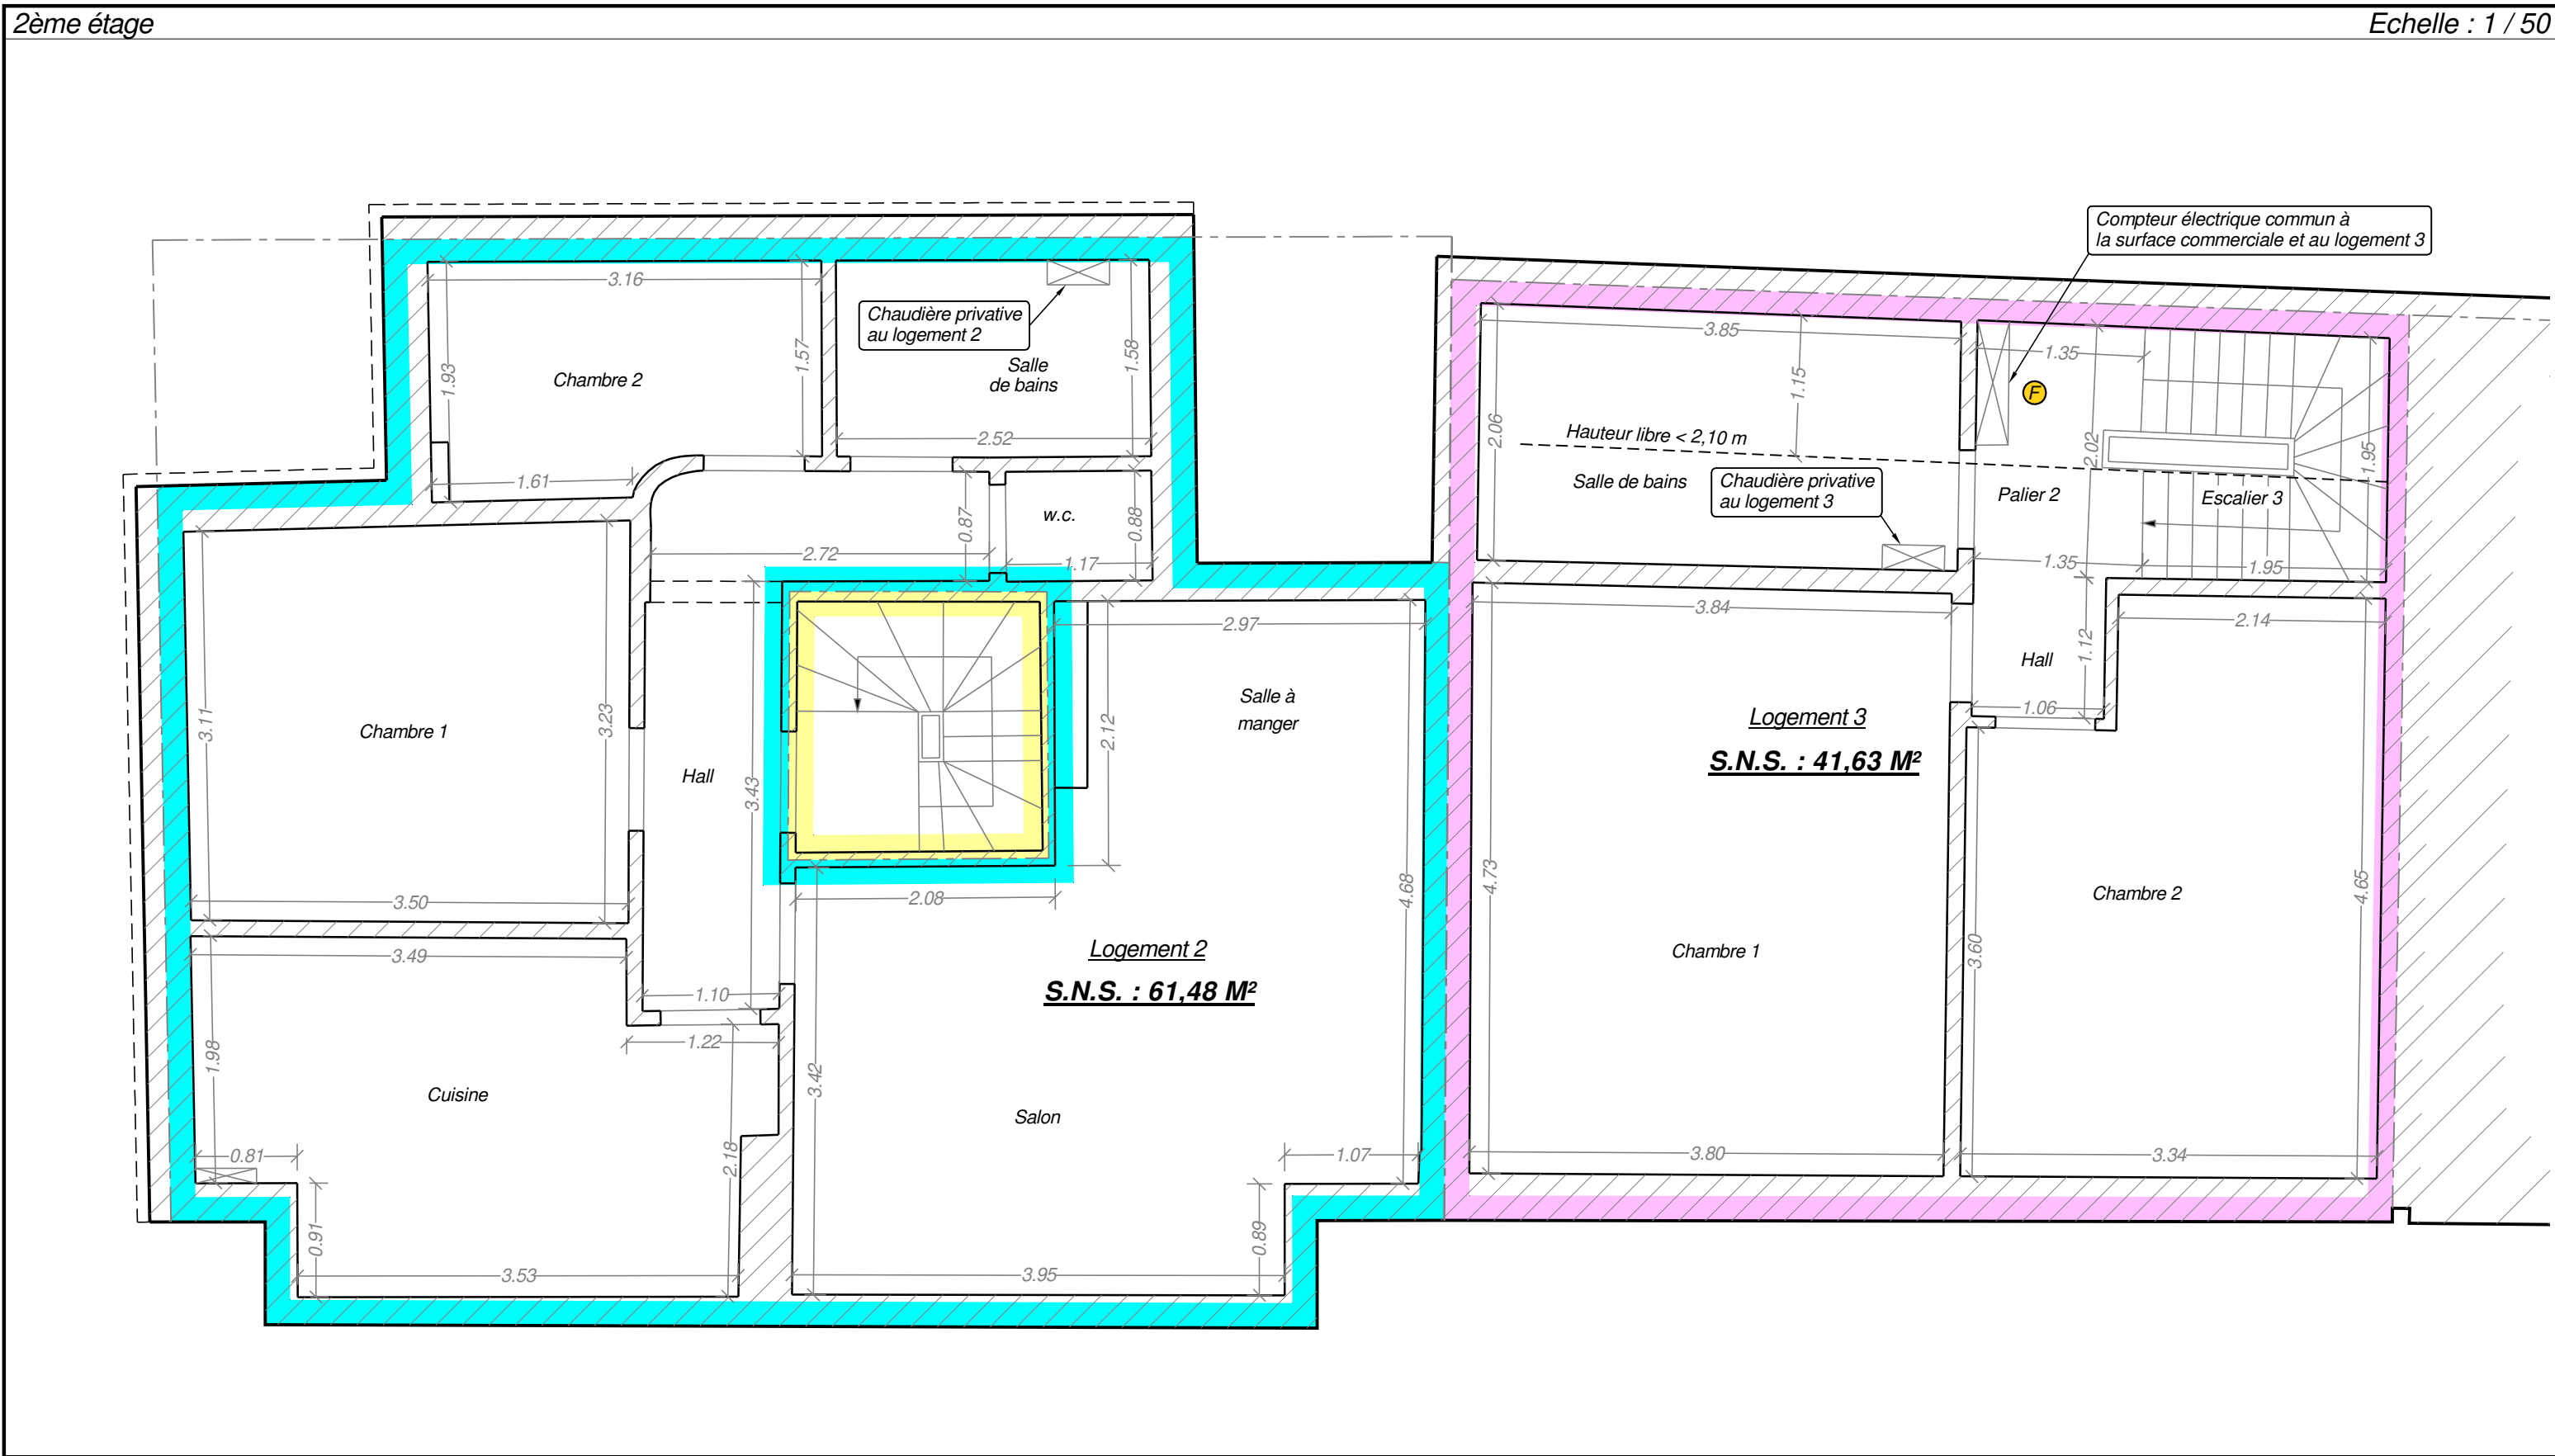 2ème étage
Echelle : 1 / 50
Compteur électrique commun à
la surface commerciale et au logement 3
3.16
1.93
1.57
Chambre 2
1.61
Chaudière privative
au logement 2
1.58
Salle
de bains
2.52
0.87
w.c.
0.88
1.17
2.72
3.85
1.15
2.06
Hauteur libre < 2,10 m
Salle de bains
Chaudière privative
au logement 3
1.35
F
2.02
1.95
Palier 2
Escalier 3
1.35
1.95
3.11
Chambre 1
3.23
3.50
Hall
3.43
2.97
2.12
Salle à
manger
2.08
4.68
3.84
Logement 3
S.N.S. : 41,63 M²
4.73
Chambre 1
3.80
Hall
1.12
1.06
2.14
Chambre 2
4.65
3.60
3.34
3.49
1.10
1.22
1.98
Cuisine
2.18
0.81
0.91
3.53
Logement 2
S.N.S. : 61,48 M²
3.42
Salon
1.07
0.89
3.95